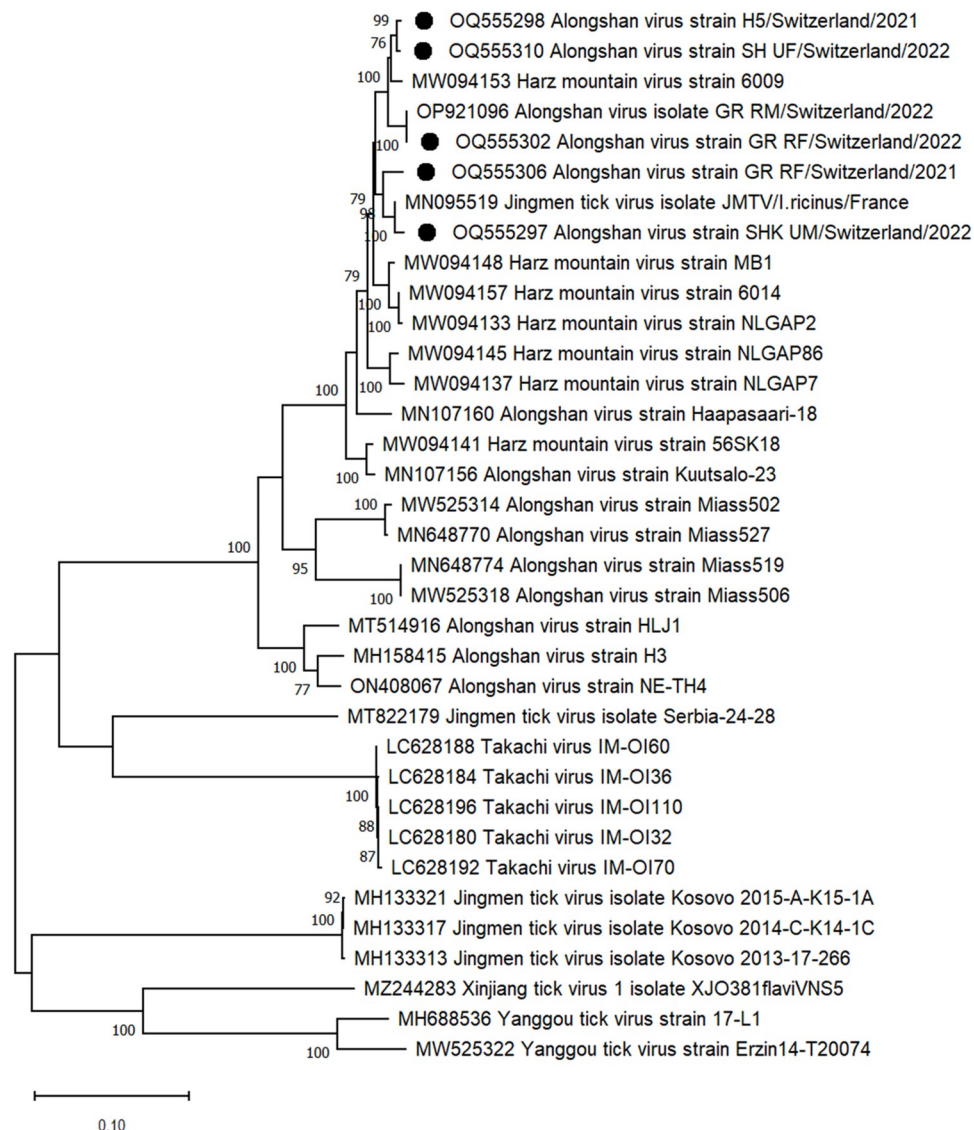 99
OQ555298 Alongshan virus strain H5/Switzerland/2021
76
OQ555310 Alongshan virus strain SH UF/Switzerland/2022
100
MW094153 Harz mountain virus strain 6009
OP921096 Alongshan virus isolate GR RM/Switzerland/2022
100
OQ555302 Alongshan virus strain GR RF/Switzerland/2022
OQ555306 Alongshan virus strain GR RF/Switzerland/2021
79
MN095519 Jingmen tick virus isolate JMTV/I.ricinus/France
98
100
OQ555297 Alongshan virus strain SHK UM/Switzerland/2022
MW094148 Harz mountain virus strain MB1
79
MW094157 Harz mountain virus strain 6014
100
100
MW094133 Harz mountain virus strain NLGAP2
MW094145 Harz mountain virus strain NLGAP86
100
100
MW094137 Harz mountain virus strain NLGAP7
MN107160 Alongshan virus strain Haapasaari-18
MW094141 Harz mountain virus strain 56SK18
100
MN107156 Alongshan virus strain Kuutsalo-23
100
MW525314 Alongshan virus strain Miass502
MN648770 Alongshan virus strain Miass527
100
95
MN648774 Alongshan virus strain Miass519
100
MW525318 Alongshan virus strain Miass506
MT514916 Alongshan virus strain HLJ1
100
MH158415 Alongshan virus strain H3
77
ON408067 Alongshan virus strain NE-TH4
MT822179 Jingmen tick virus isolate Serbia-24-28
LC628188 Takachi virus IM-OI60
LC628184 Takachi virus IM-OI36
100
LC628196 Takachi virus IM-OI110
88
LC628180 Takachi virus IM-OI32
87
LC628192 Takachi virus IM-OI70
92
MH133321 Jingmen tick virus isolate Kosovo 2015-A-K15-1A
100
MH133317 Jingmen tick virus isolate Kosovo 2014-C-K14-1C
MH133313 Jingmen tick virus isolate Kosovo 2013-17-266
MZ244283 Xinjiang tick virus 1 isolate XJO381flaviVNS5
100
MH688536 Yanggou tick virus strain 17-L1
100
MW525322 Yanggou tick virus strain Erzin14-T20074
0.10